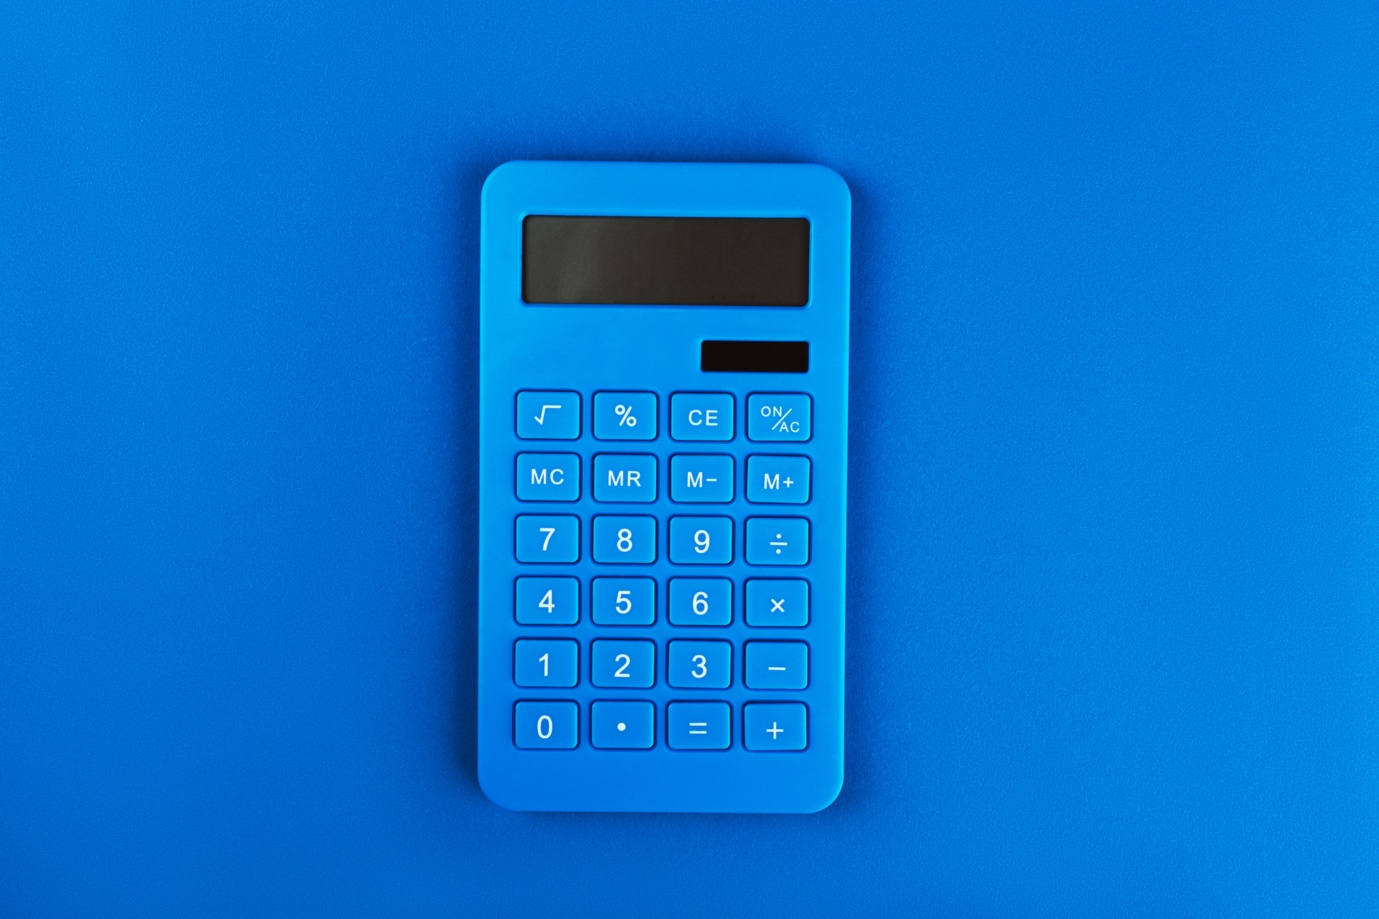 √ % CE ON/AC
MC MR M− M+
7 8 9 ÷
4 5 6 ×
1 2 3 −
0 • = +